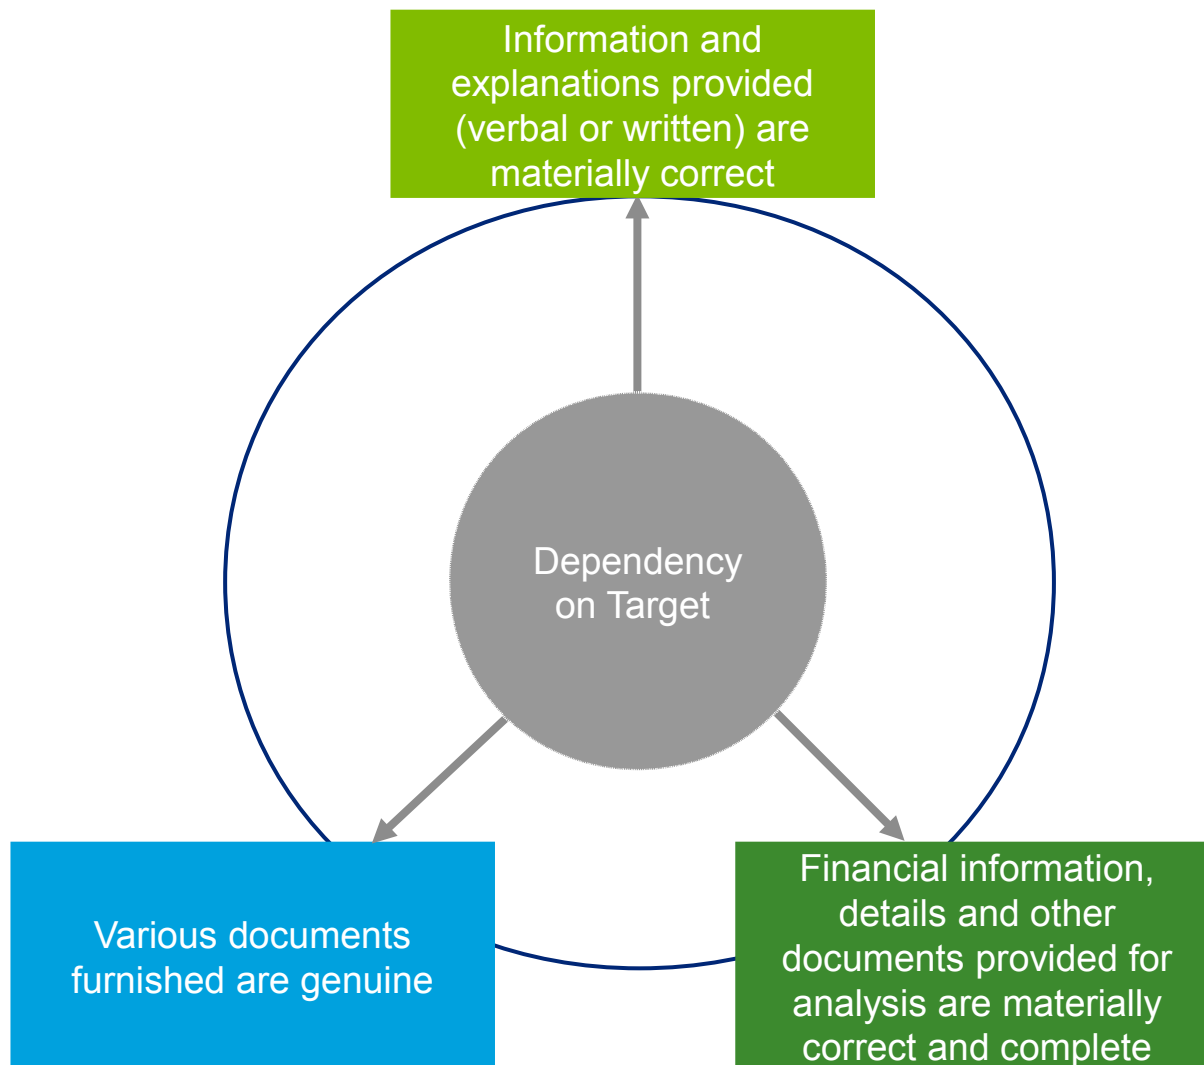 Information and
explanations provided
(verbal or written) are
materially correct
Dependency
on Target
Various documents
furnished are genuine
Financial information,
details and other
documents provided for
analysis are materially
correct and complete